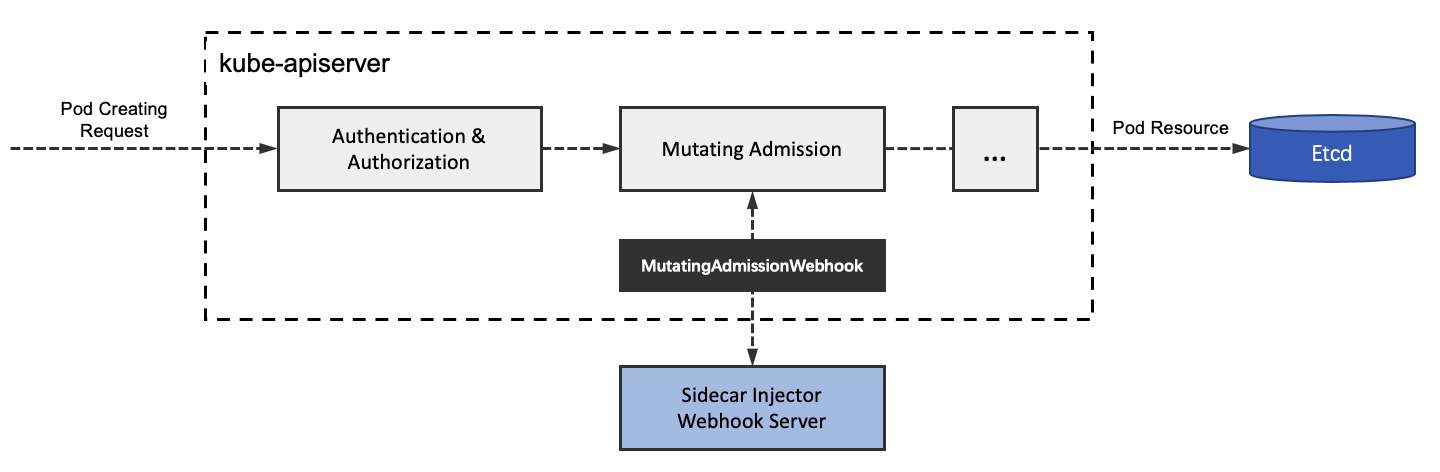 kube-apiserver
Pod Creating
Request
Authentication &
Authorization
Mutating Admission
...
Pod Resource
Etcd
MutatingAdmissionWebhook
Sidecar Injector
Webhook Server